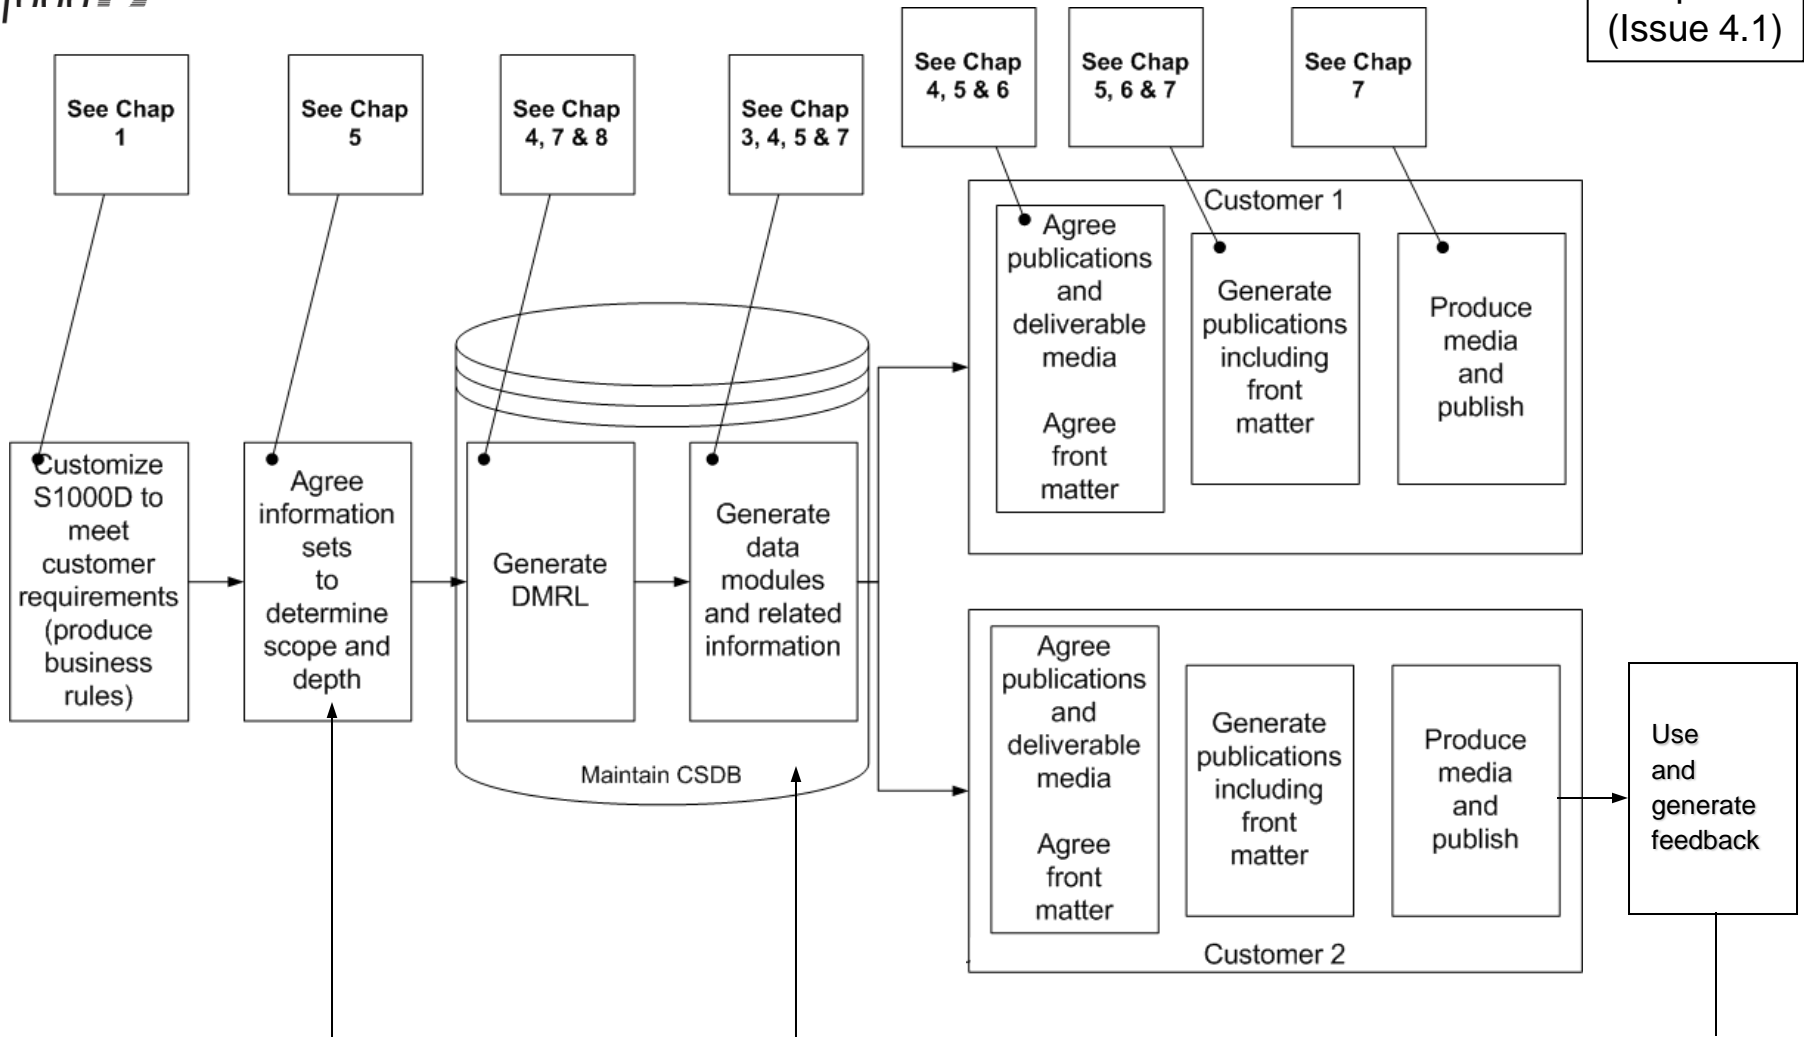 (Issue 4.1)
See Chap
1
See Chap
5
See Chap
4, 7 & 8
See Chap
3, 4, 5 & 7
See Chap
4, 5 & 6
See Chap
5, 6 & 7
See Chap
7
Customize
S1000D to
meet
customer
requirements
(produce
business
rules)
Agree
information
sets
to
determine
scope and
depth
Generate
DMRL
Generate
data
modules
and related
information
Maintain CSDB
Customer 1
Agree
publications
and
deliverable
media
Agree
front
matter
Generate
publications
including
front
matter
Produce
media
and
publish
Agree
publications
and
deliverable
media
Agree
front
matter
Generate
publications
including
front
matter
Produce
media
and
publish
Customer 2
Use
and
generate
feedback